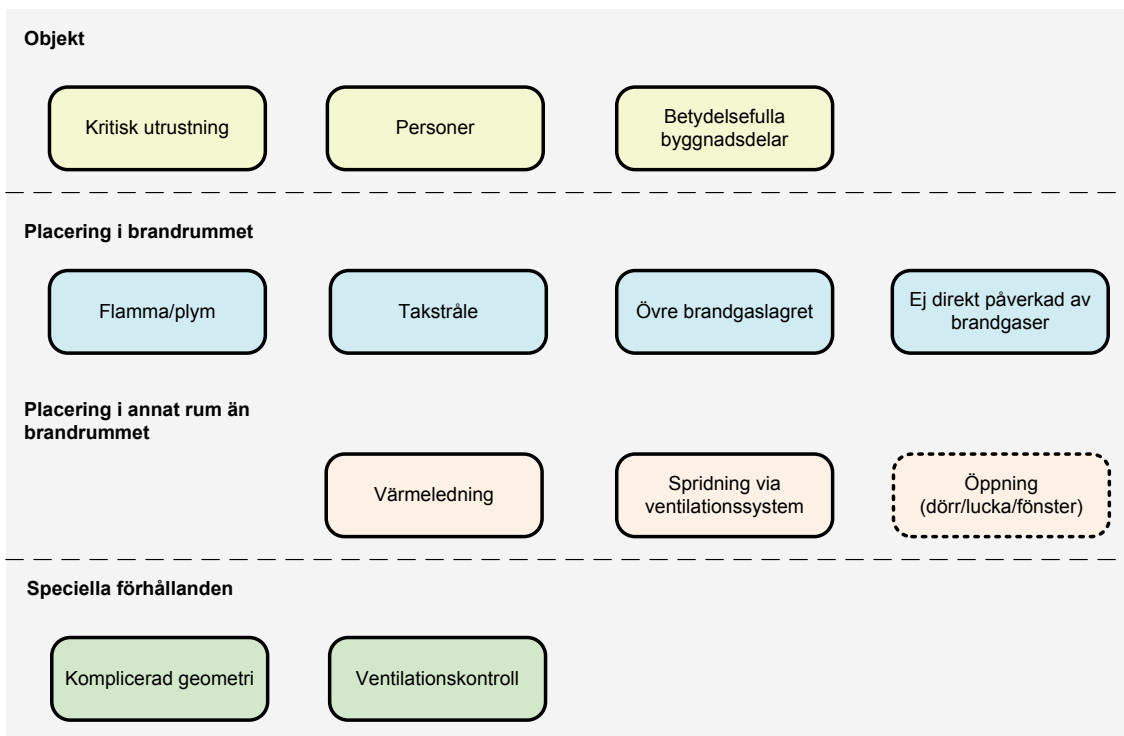 Objekt
Kritisk utrustning
Personer
Betydelsefulla
byggnadsdelar
Placering i brandrummet
Flamma/plym
Takstråle
Övre brandgaslagret
Ej direkt påverkad av
brandgaser
Placering i annat rum än
brandrummet
Värmeledning
Spridning via
ventilationssystem
Öppning
(dörr/lucka/fönster)
Speciella förhållanden
Komplicerad geometri
Ventilationskontroll